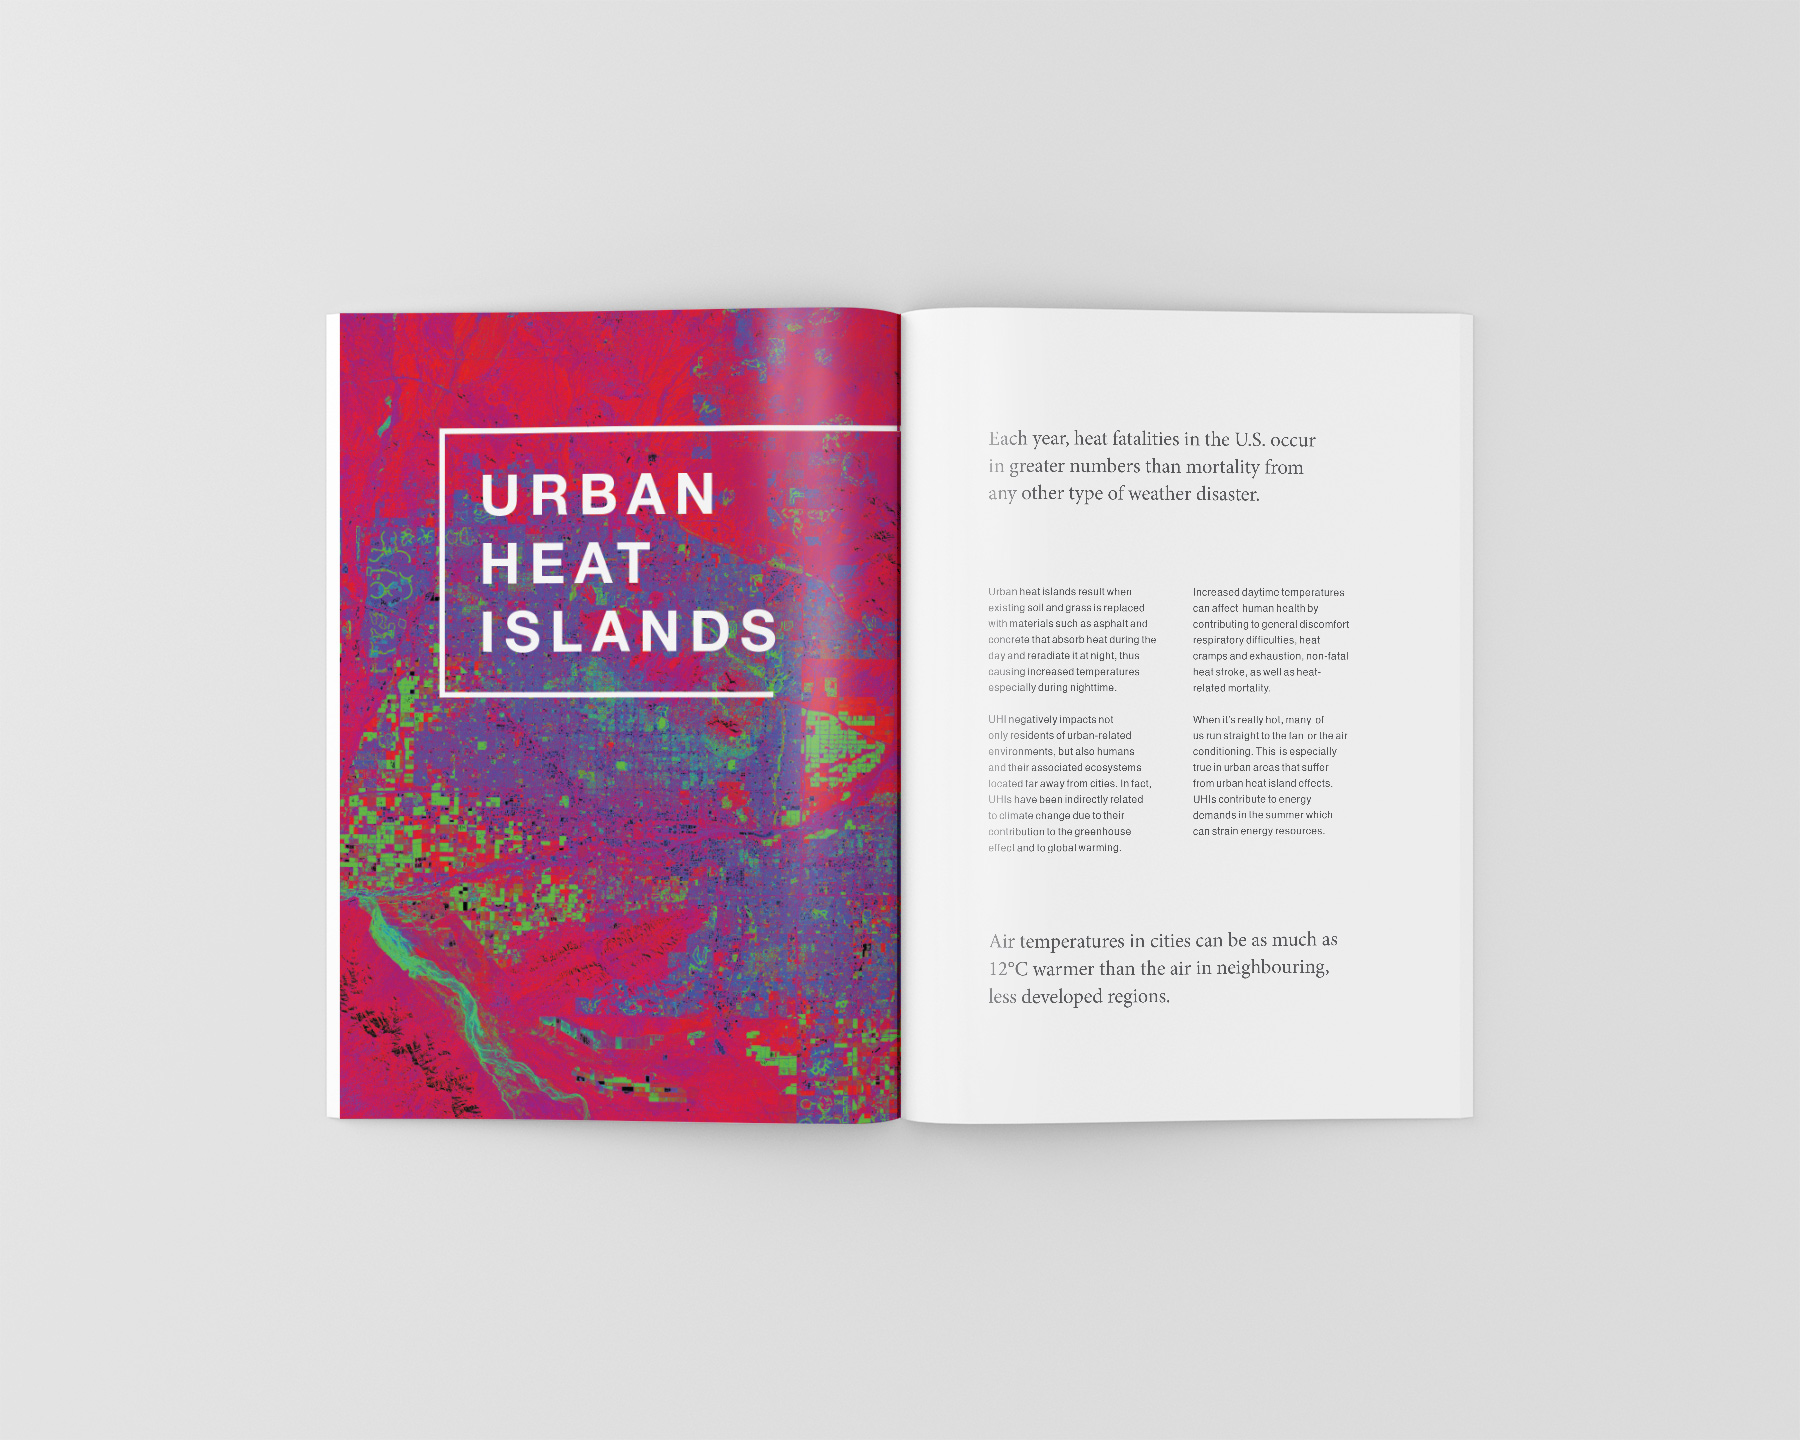 URBAN
HEAT
ISLANDS
Each year, heat fatalities in the U.S. occur
in greater numbers than mortality from
any other type of weather disaster.
Urban heat islands result when
existing soil and grass is replaced
with materials such as asphalt and
concrete that absorb heat during the
day and reradiate it at night, thus
causing increased temperatures
especially during nighttime.
UHI negatively impacts not
only residents of urban-related
environments, but also humans
and their associated ecosystems
located far away from cities. In fact,
UHIs have been indirectly related
to climate change due to their
contribution to the greenhouse
effect and to global warming.
Increased daytime temperatures
can affect human health by
contributing to general discomfort
respiratory difficulties, heat
cramps and exhaustion, non-fatal
heat stroke, as well as heat-
related mortality.
When it's really hot, many of
us run straight to the fan or the air
conditioning. This is especially
true in urban areas that suffer
from urban heat island effects.
UHIs contribute to energy
demands in the summer which
can strain energy resources.
Air temperatures in cities can be as much as
12°C warmer than the air in neighbouring,
less developed regions.